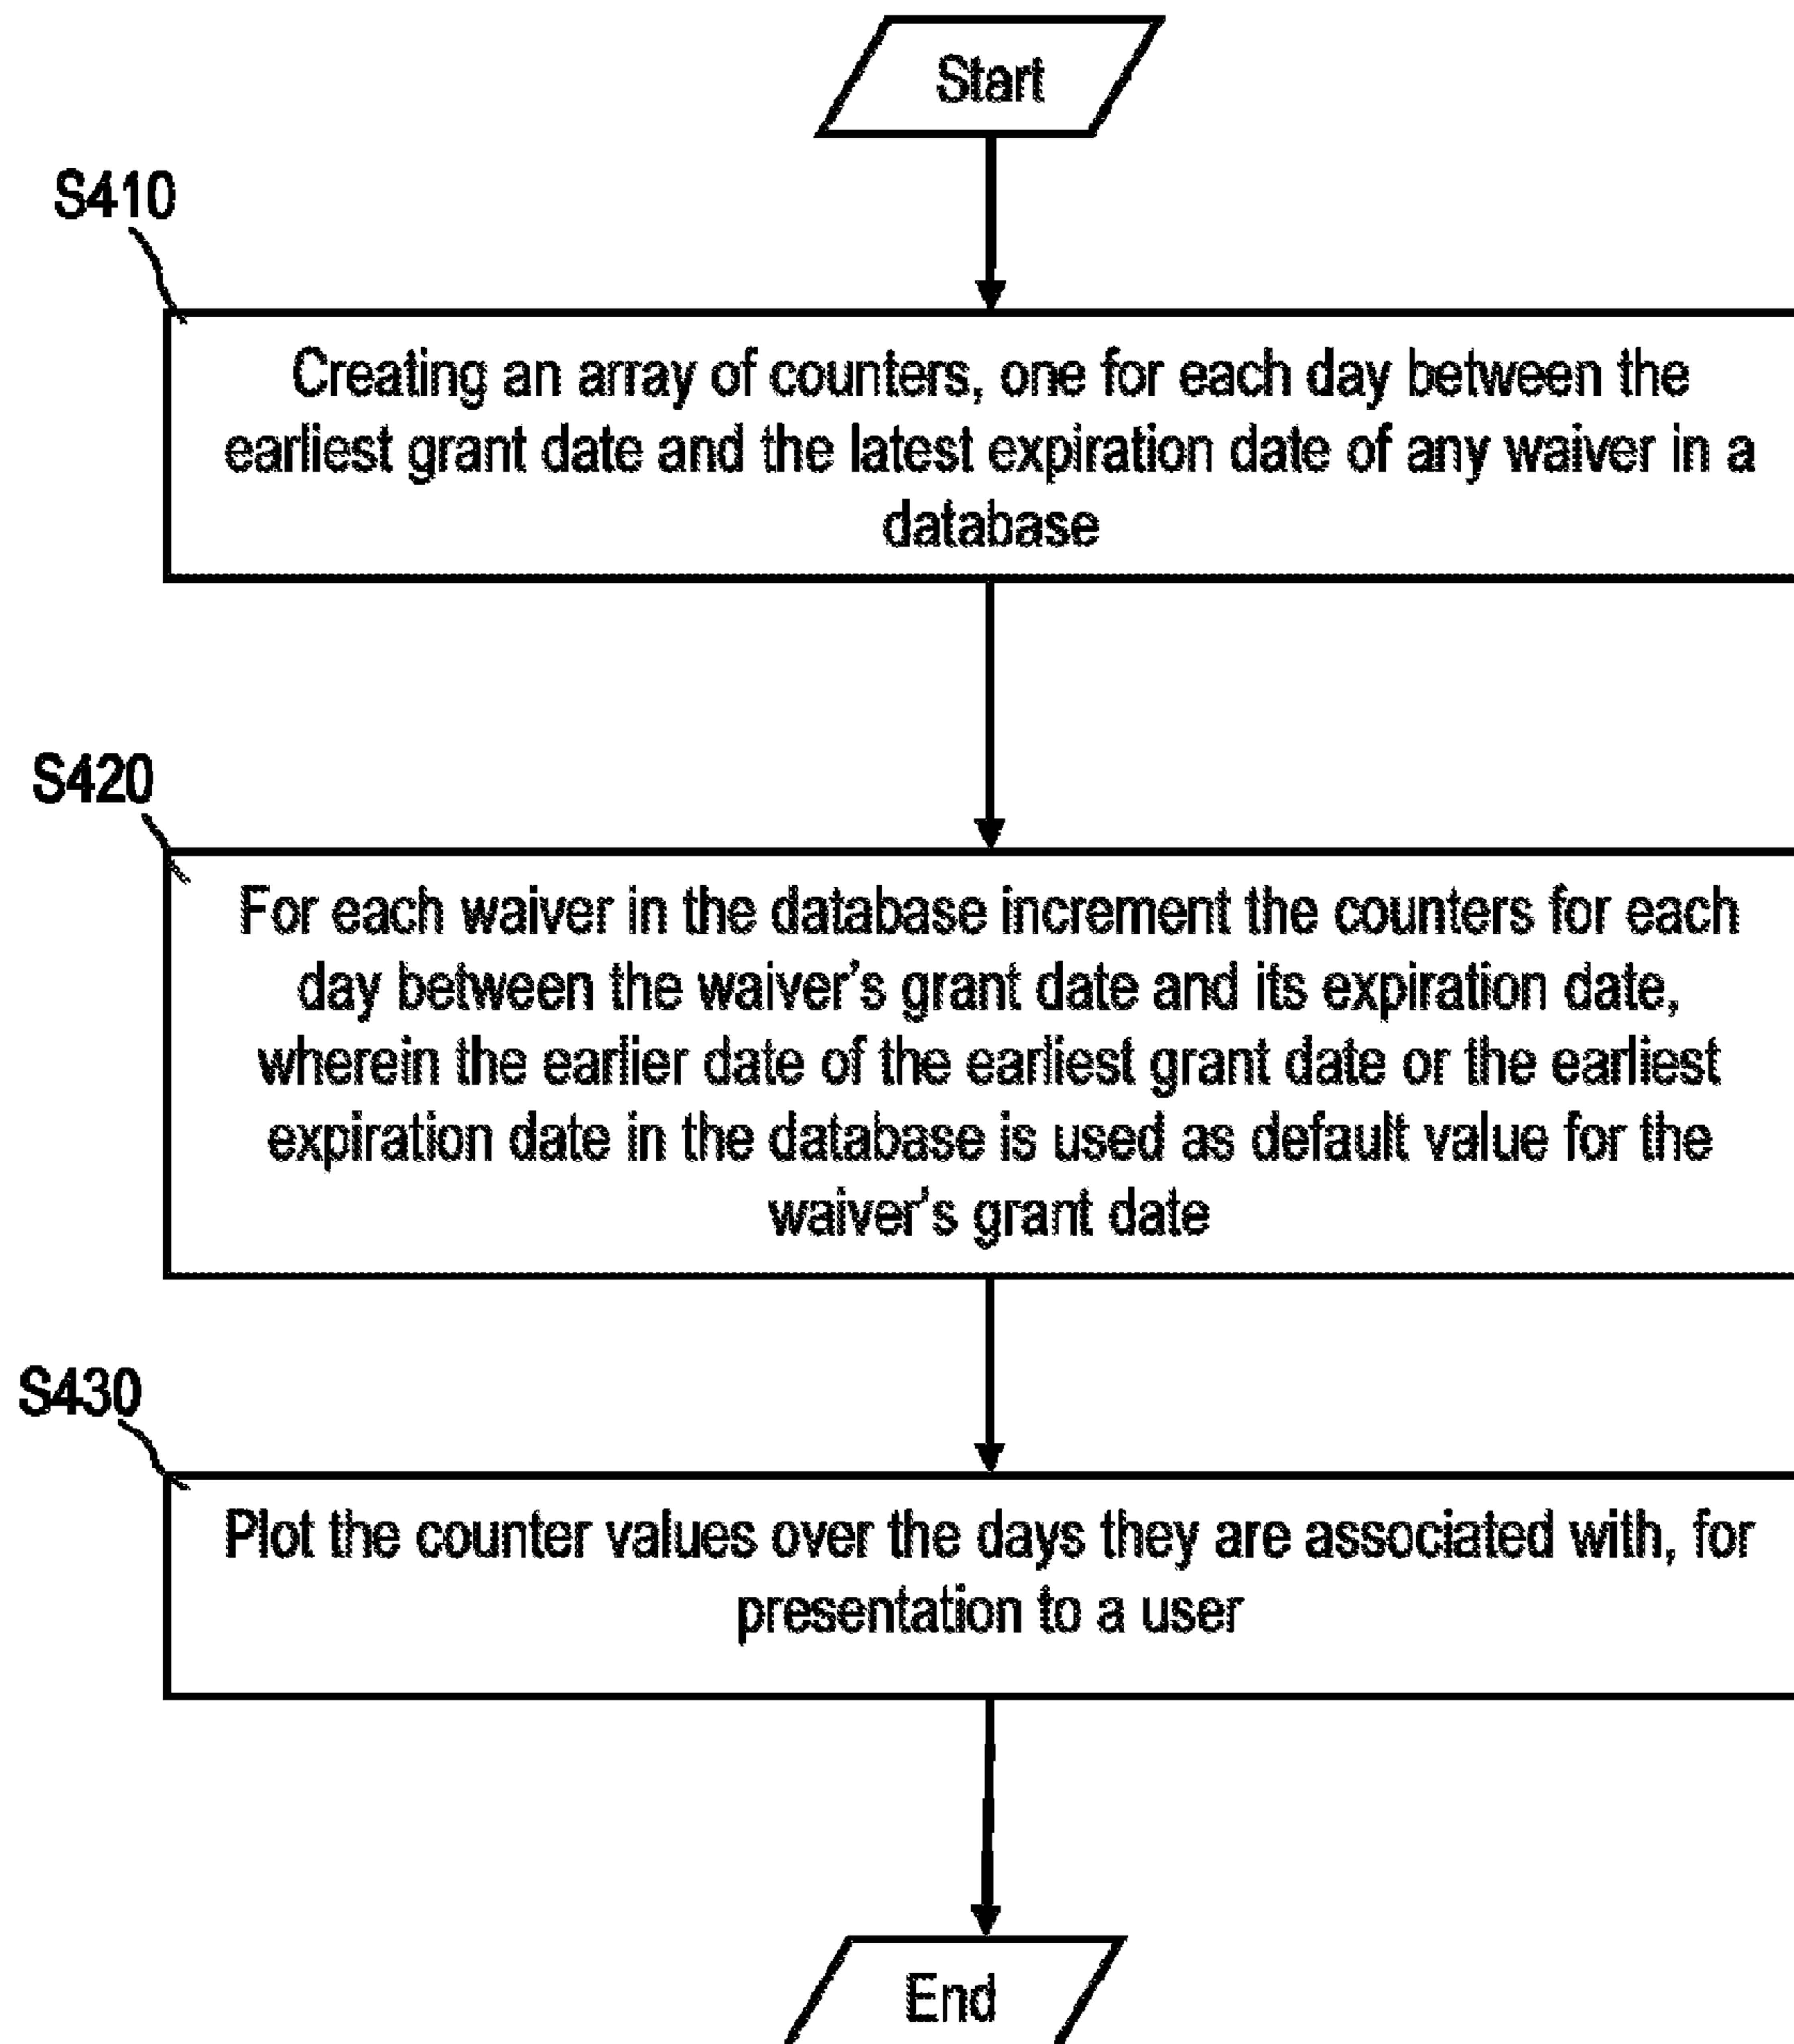 Start
S410
Creating an array of counters, one for each day between the
earliest grant date and the latest expiration date of any waiver in a
database
S420
For each waiver in the database increment the counters for each
day between the waiver's grant date and its expiration date,
wherein the earlier date of the earliest grant date or the earliest
expiration date in the database is used as default value for the
waiver's grant date
S430
Plot the counter values over the days they are associated with, for
presentation to a user
End